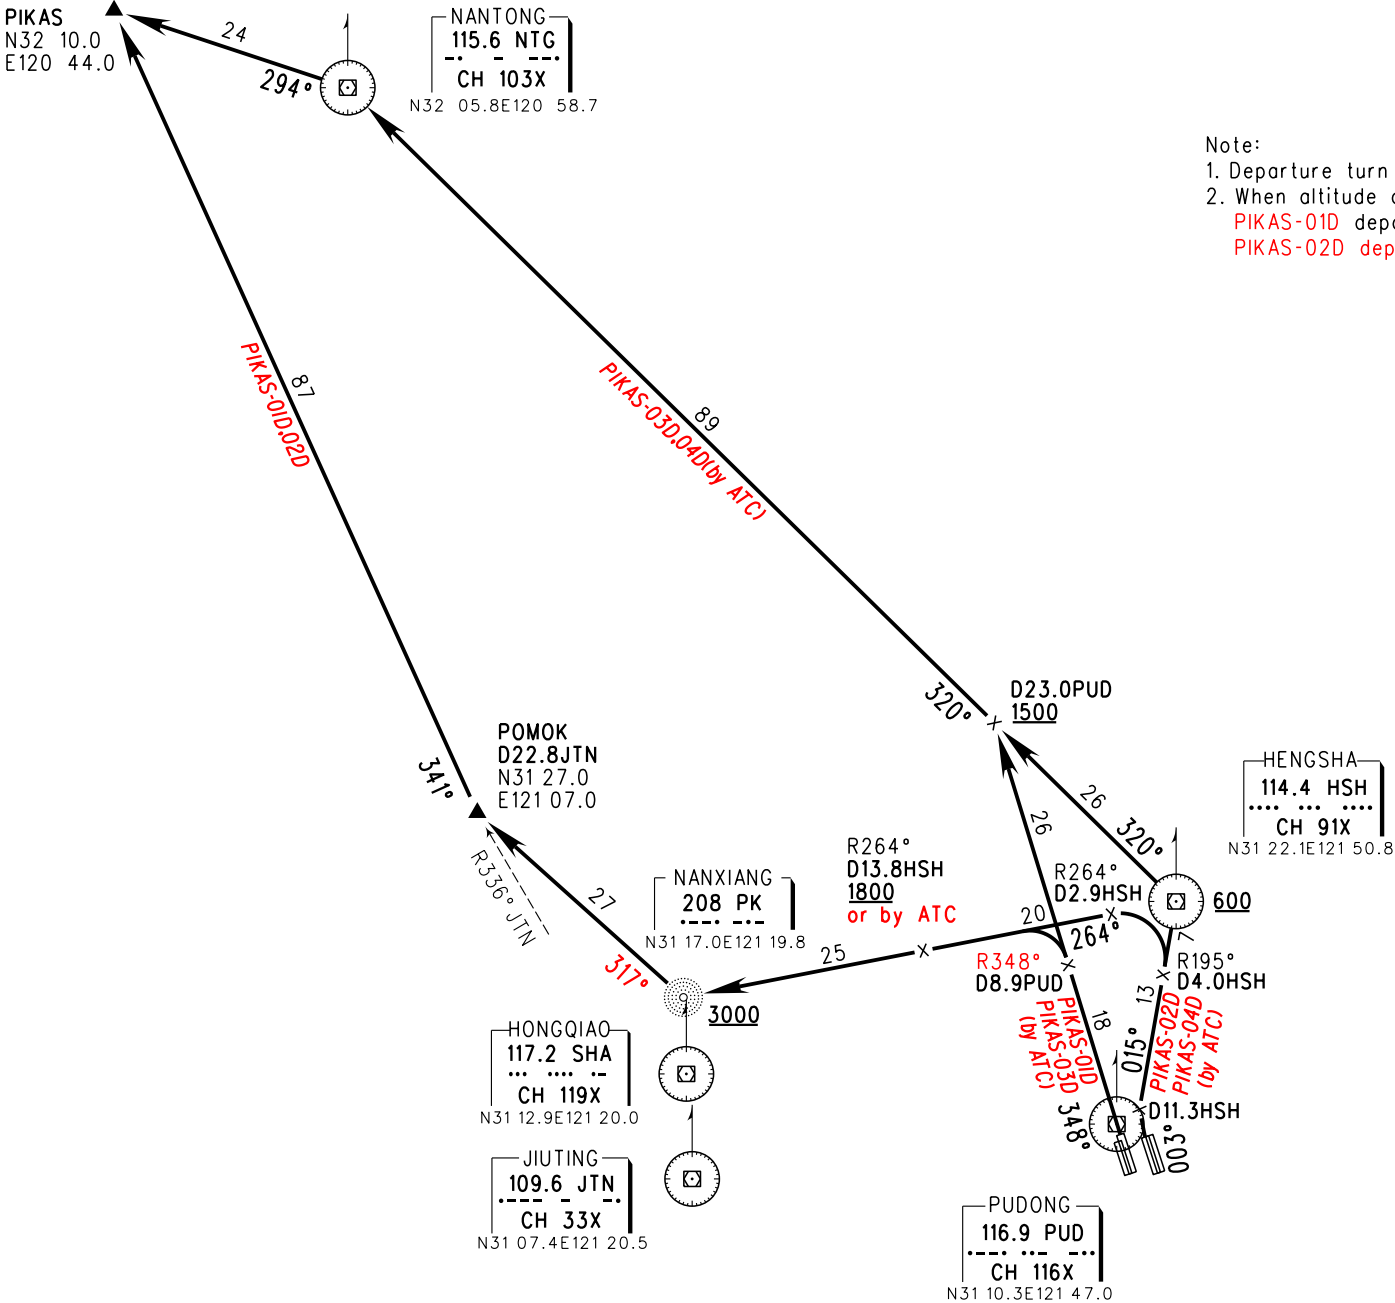 PIKAS
N32 10.0
E120 44.0
24
294°
NANTONG
115.6 NTG
CH 103X
N32 05.8E120 58.7
Note:
1. Departure turn
2. When altitude
PIKAS-01D
PIKAS-02D
87
PIKAS-01D,02D
89
PIKAS-03D,04D(by ATC)
320°
D23.0PUD
1500
POMOK
D22.8JTN
N31 27.0
E121 07.0
341°
R336° JTN
27
317°
NANXIANG
208 PK
N31 17.0E121 19.8
3000
R264°
D13.8HSH
1800
or by ATC
25
20
264°
R264°
D2.9HSH
26
26
320°
HENGSHA
114.4 HSH
CH 91X
N31 22.1E121 50.8
600
7
R195°
D4.0HSH
R348°
D8.9PUD
18
PIKAS-01D
PIKAS-03D
(by ATC)
348°
13
015°
PIKAS-02D
PIKAS-04D
(by ATC)
D11.3HSH
003°
HONGQIAO
117.2 SHA
CH 119X
N31 12.9E121 20.0
JIUTING
109.6 JTN
CH 33X
N31 07.4E121 20.5
PUDONG
116.9 PUD
CH 116X
N31 10.3E121 47.0